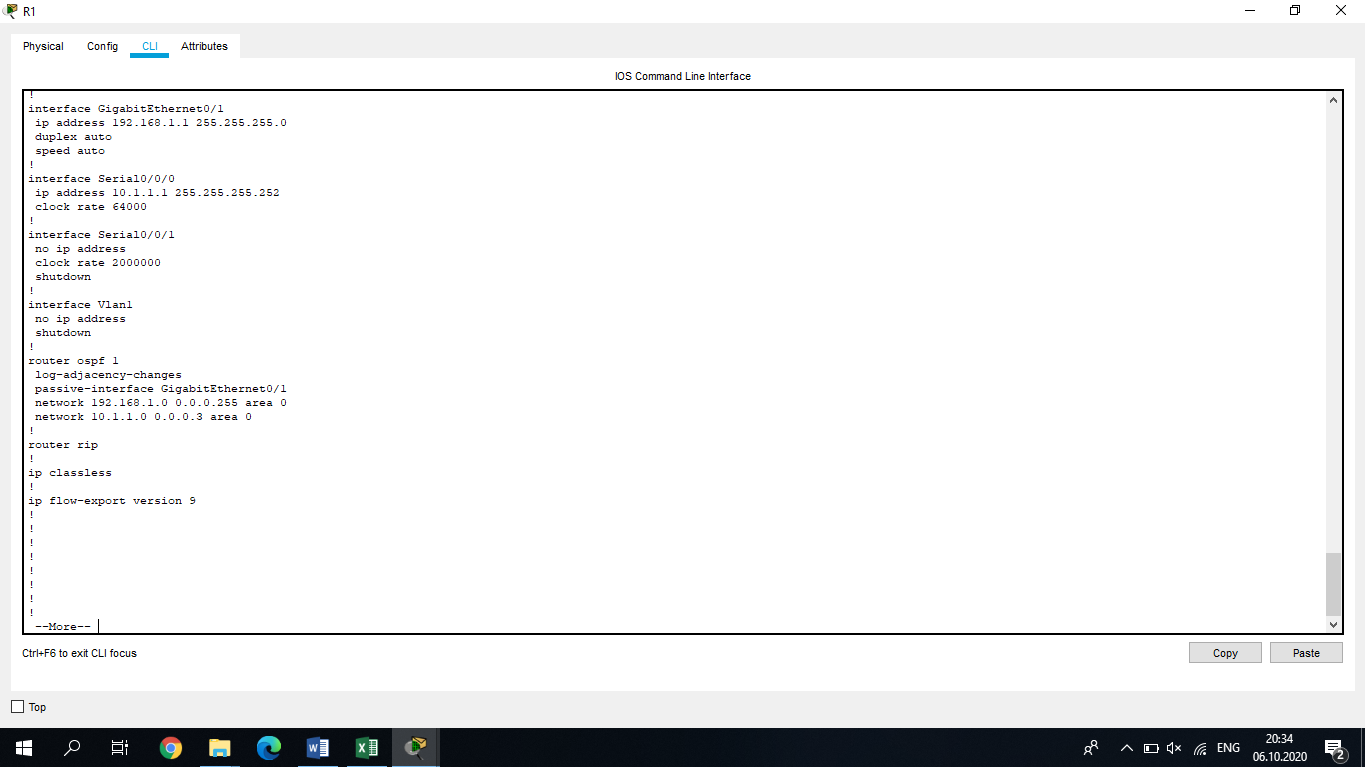 R1
Physical Config CLI Attributes
IOS Command Line Interface
!
interface GigabitEthernet0/1
 ip address 192.168.1.1 255.255.255.0
 duplex auto
 speed auto
!
interface Serial0/0/0
 ip address 10.1.1.1 255.255.255.252
 clock rate 64000
!
interface Serial0/0/1
 no ip address
 clock rate 2000000
 shutdown
!
interface Vlan1
 no ip address
 shutdown
!
router ospf 1
 log-adjacency-changes
 passive-interface GigabitEthernet0/1
 network 192.168.1.0 0.0.0.255 area 0
 network 10.1.1.0 0.0.0.3 area 0
!
router rip
!
ip classless
!
ip flow-export version 9
!
!
!
!
!
!
!
!
 --More--
Ctrl+F6 to exit CLI focus
Copy Paste
Top
ENG
20:34
06.10.2020
2